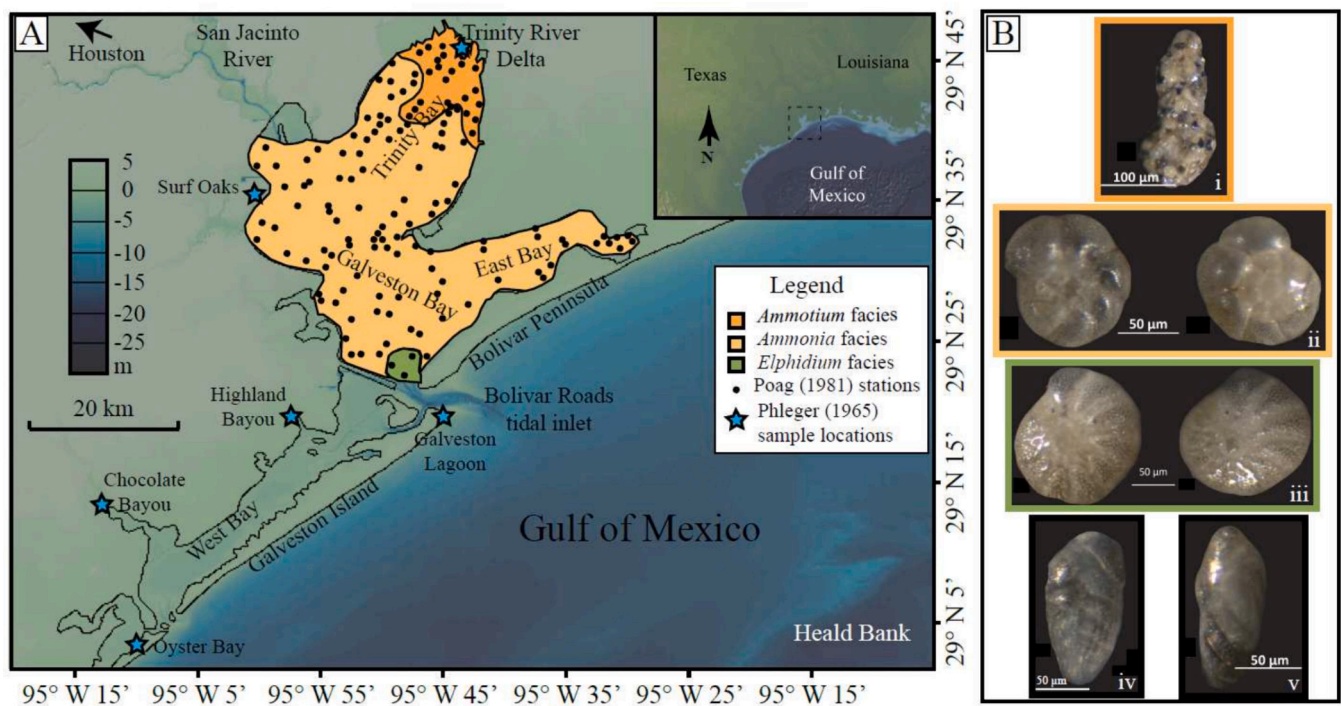 A
Houston
San Jacinto
River
Trinity River
Delta
Trinity Bay
Surf Oaks
5
0
-5
-10
-15
-20
-25
m
20 km
Galveston Bay
East Bay
Bolivar Peninsula
Highland
Bayou
Bolivar Roads
tidal inlet
Galveston
Lagoon
Chocolate
Bayou
West Bay
Galveston Island
Gulf of Mexico
Oyster Bay
Heald Bank
Texas
Louisiana
N
Gulf of
Mexico
Legend
Ammotium facies
Ammonia facies
Elphidium facies
Poag (1981) stations
Phleger (1965)
sample locations
29° N 45’
29° N 35’
29° N 25’
29° N 15’
29° N 5’
95° W 15’
95° W 5’
95° W 55’
95° W 45’
95° W 35’
95° W 15’
B
100 µm
i
50 µm
ii
50 µm
iii
50 µm
iv
50 µm
v